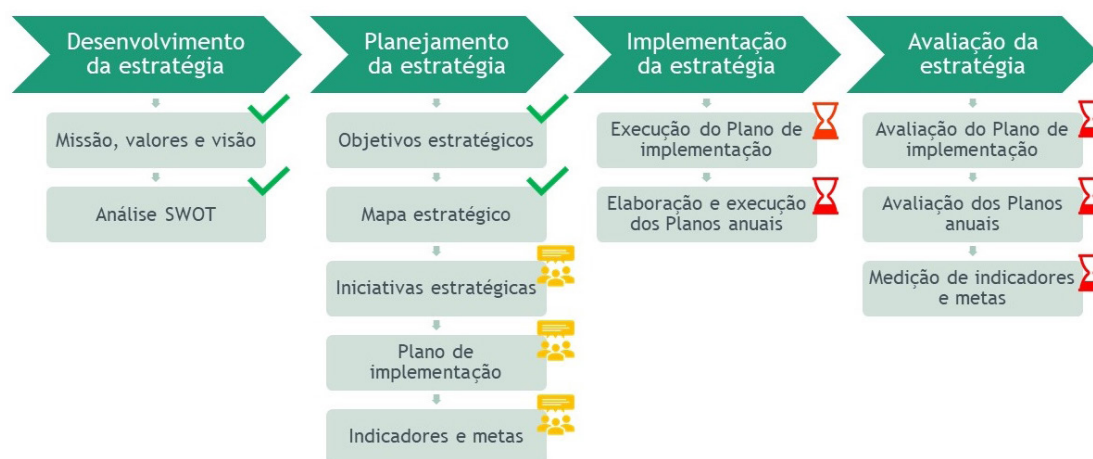 Desenvolvimento
da estratégia
Missão, valores e visão
Análise SWOT
Planejamento
da estratégia
Objetivos estratégicos
Mapa estratégico
Iniciativas estratégicas
Plano de
implementação
Indicadores e metas
Implementação
da estratégia
Execução do Plano de
implementação
Elaboração e execução
dos Planos anuais
Avaliação da
estratégia
Avaliação do Plano de
implementação
Avaliação dos Planos
anuais
Medição de indicadores
e metas